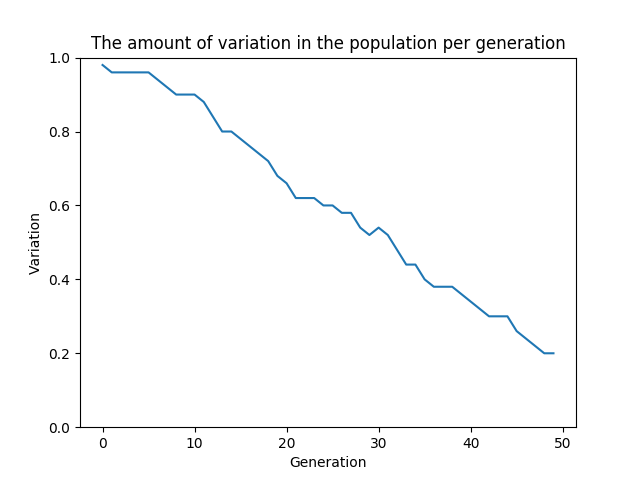 The amount of variation in the population per generation
1.0
0.8
0.6
0.4
0.2
0.0
Variation
0 10 20 30 40 50
Generation